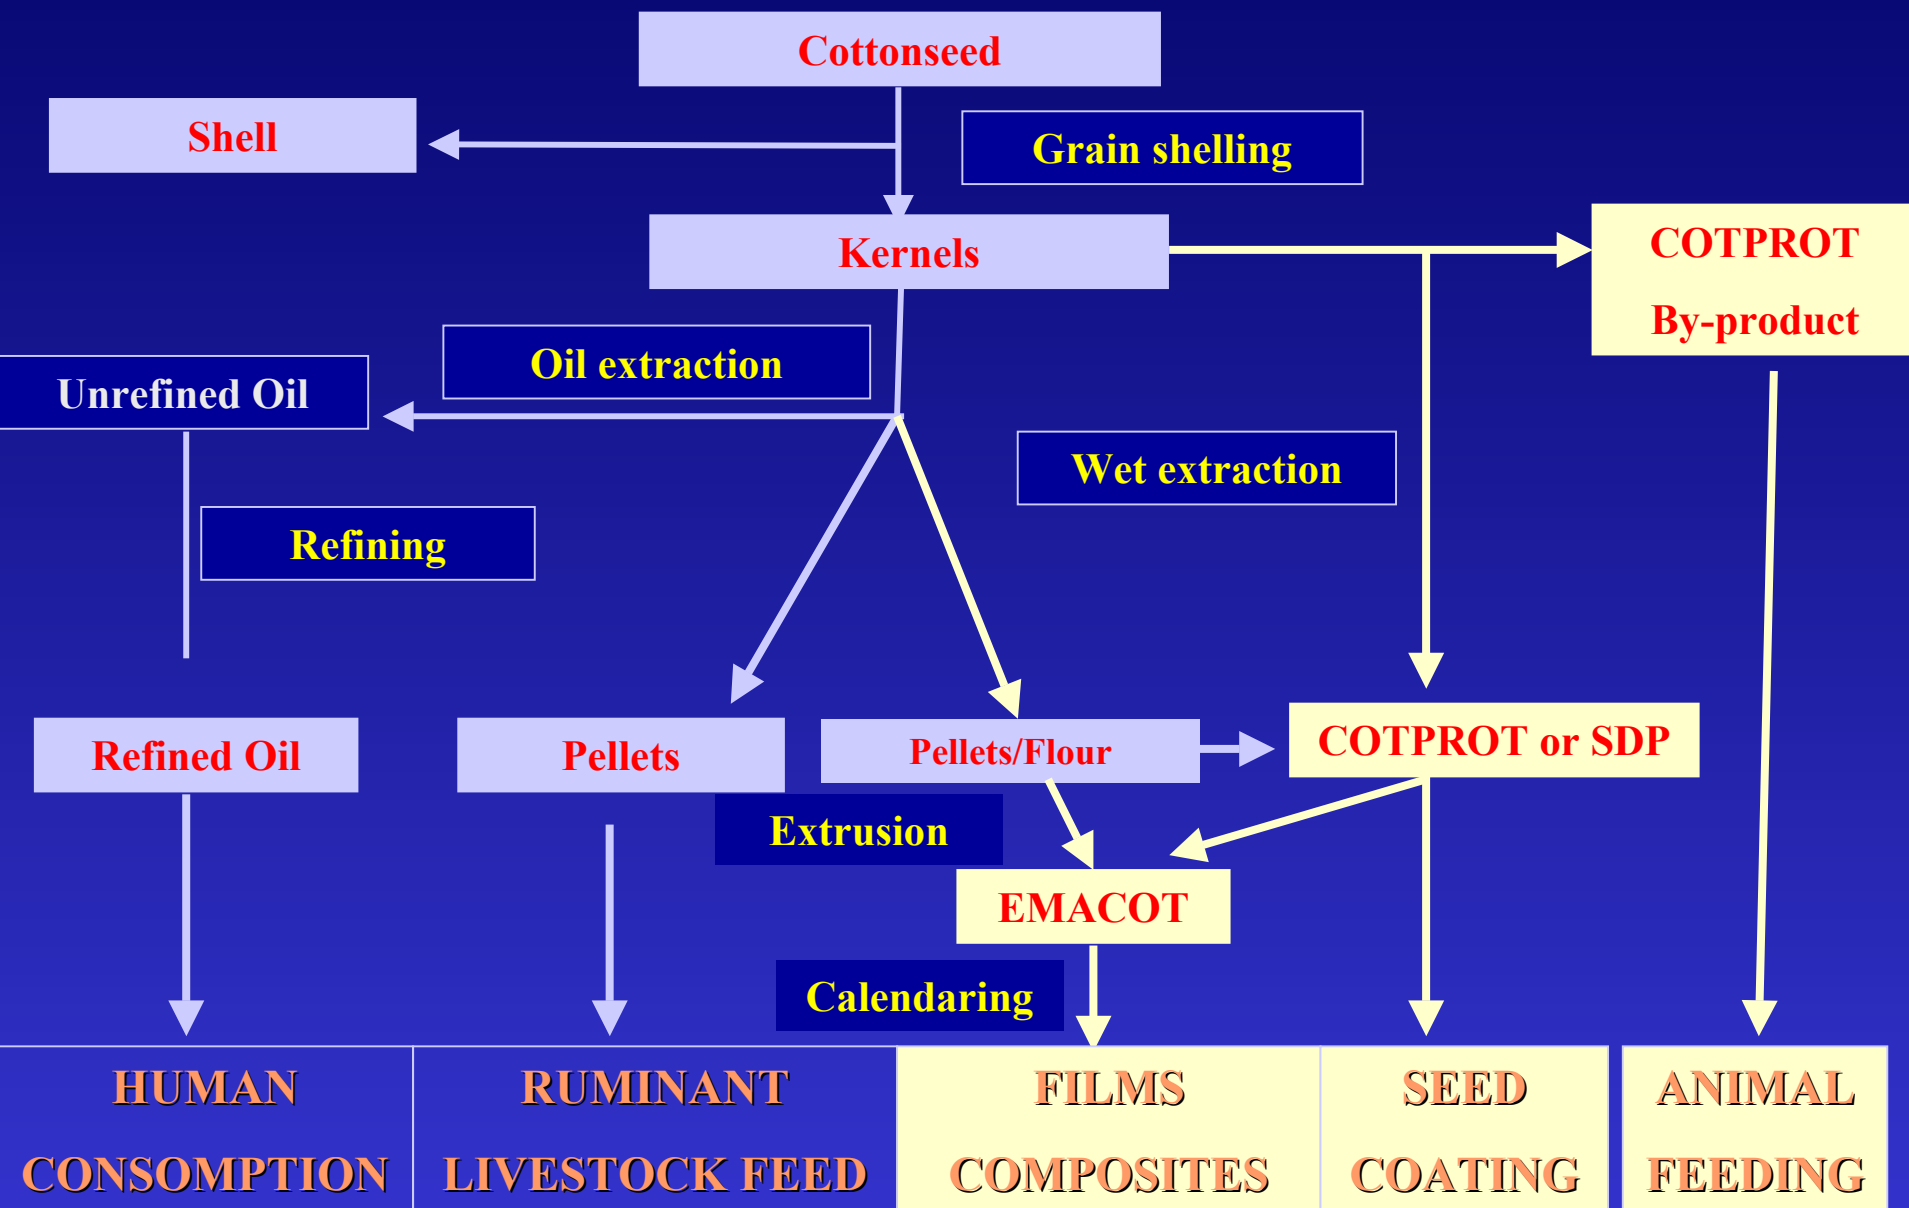 Cottonseed
Shell
Grain shelling
Kernels
COTPROT
By-product
Oil extraction
Unrefined Oil
Wet extraction
Refining
Refined Oil
Pellets
Pellets/Flour
COTPROT or SDP
Extrusion
EMACOT
Calendaring
HUMAN
CONSOMPTION
RUMINANT
LIVESTOCK FEED
FILMS
COMPOSITES
SEED
COATING
ANIMAL
FEEDING